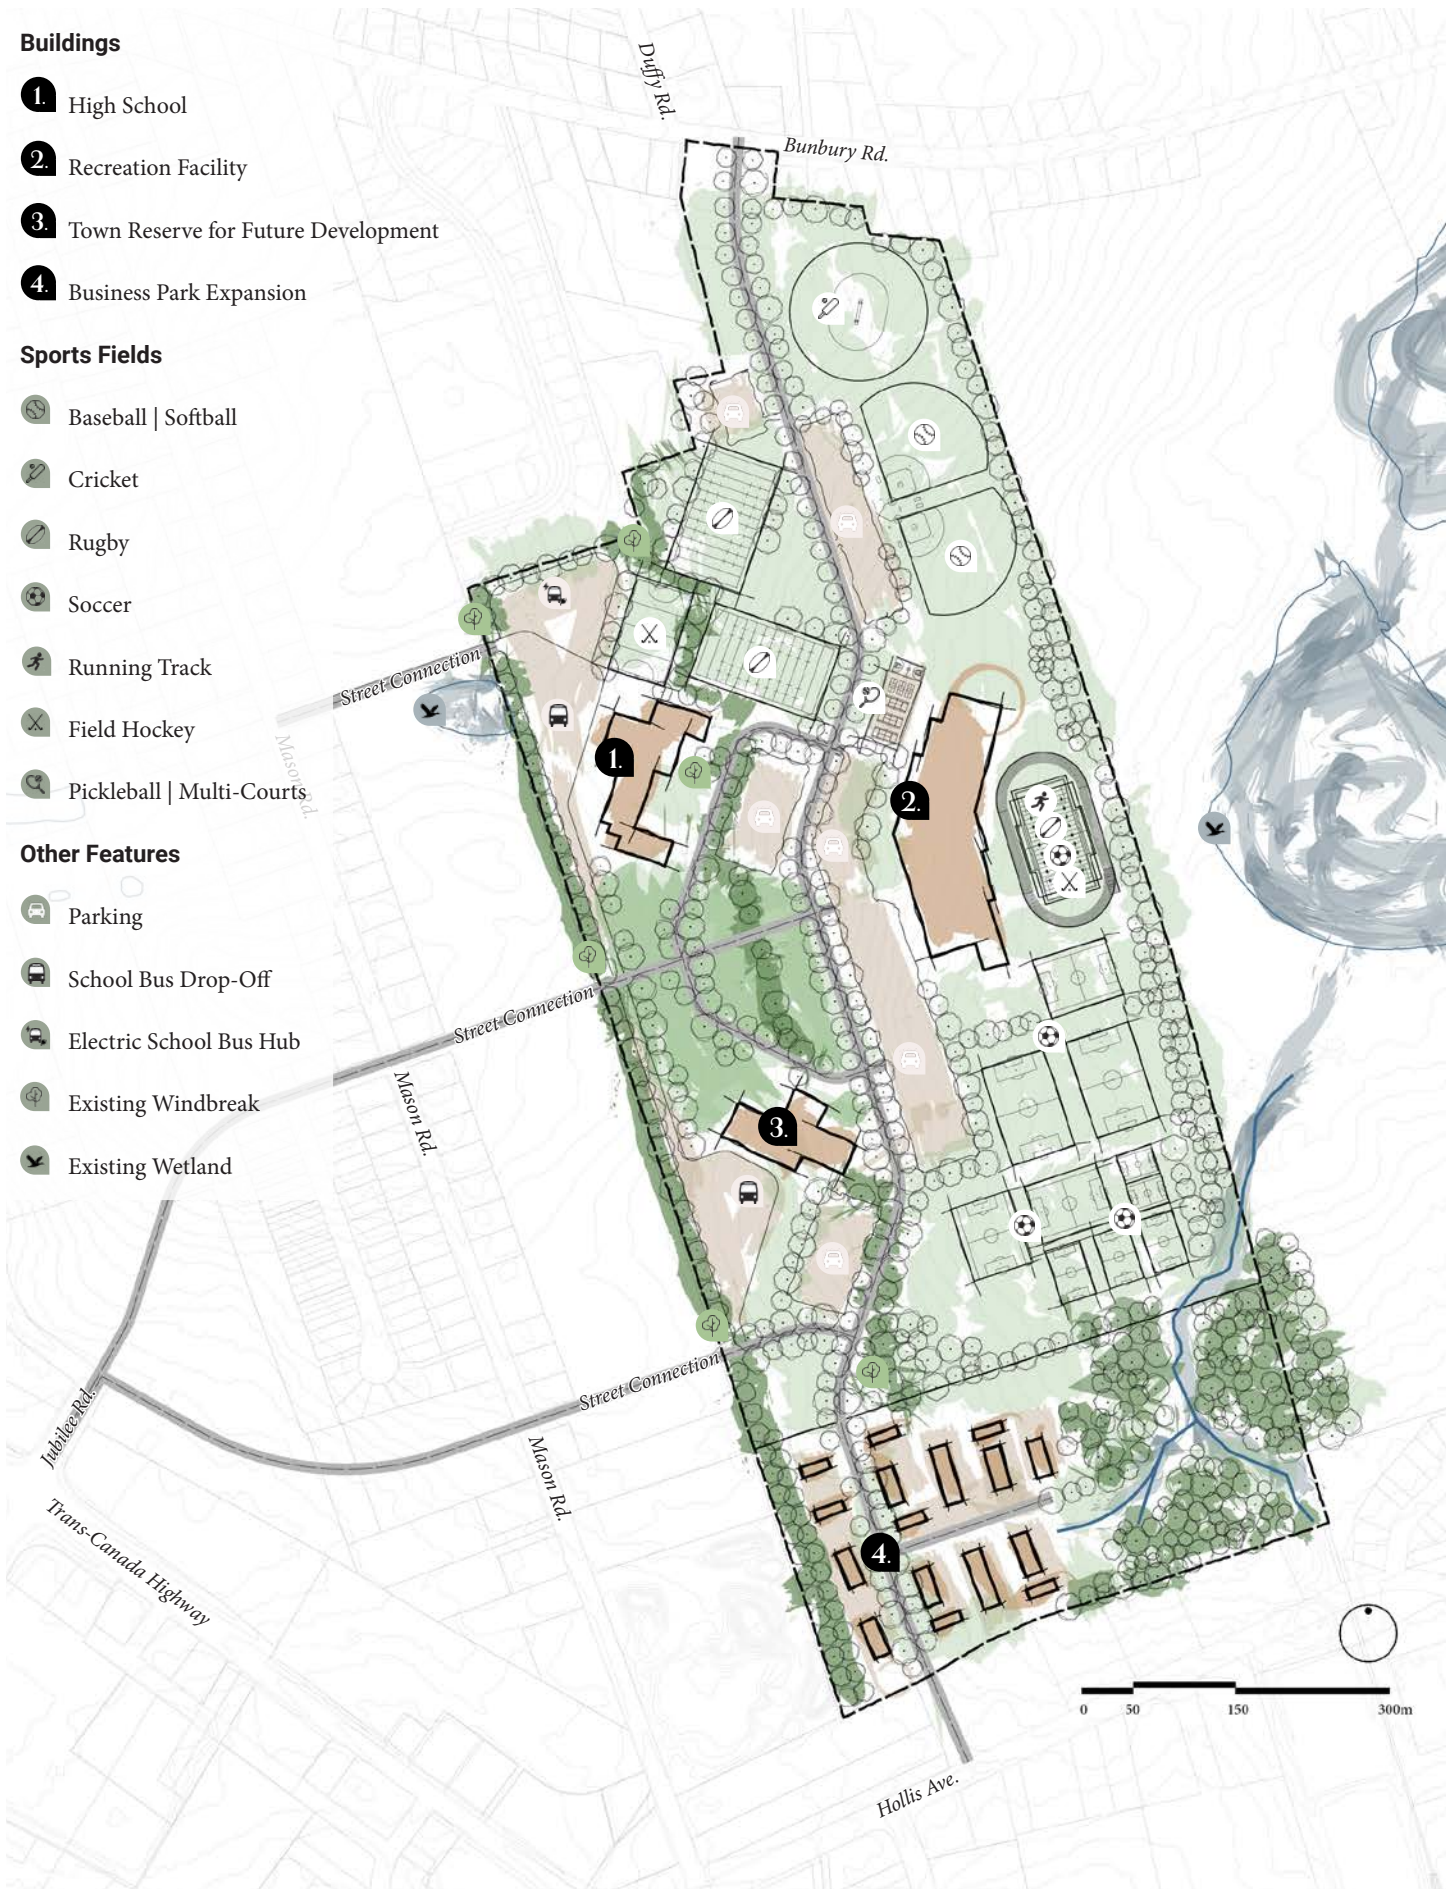 Buildings
1. High School
2. Recreation Facility
3. Town Reserve for Future Development
4. Business Park Expansion
Sports Fields
Baseball | Softball
Cricket
Rugby
Soccer
Running Track
Field Hockey
Pickleball | Multi-Courts
Other Features
Parking
School Bus Drop-Off
Electric School Bus Hub
Existing Windbreak
Existing Wetland
Duffy Rd.
Bunbury Rd.
Street Connection
Mason Rd.
1.
2.
Street Connection
Mason Rd.
3.
Street Connection
Jubilee Rd.
Mason Rd.
Trans-Canada Highway
4.
0 50 150 300m
Hollis Ave.